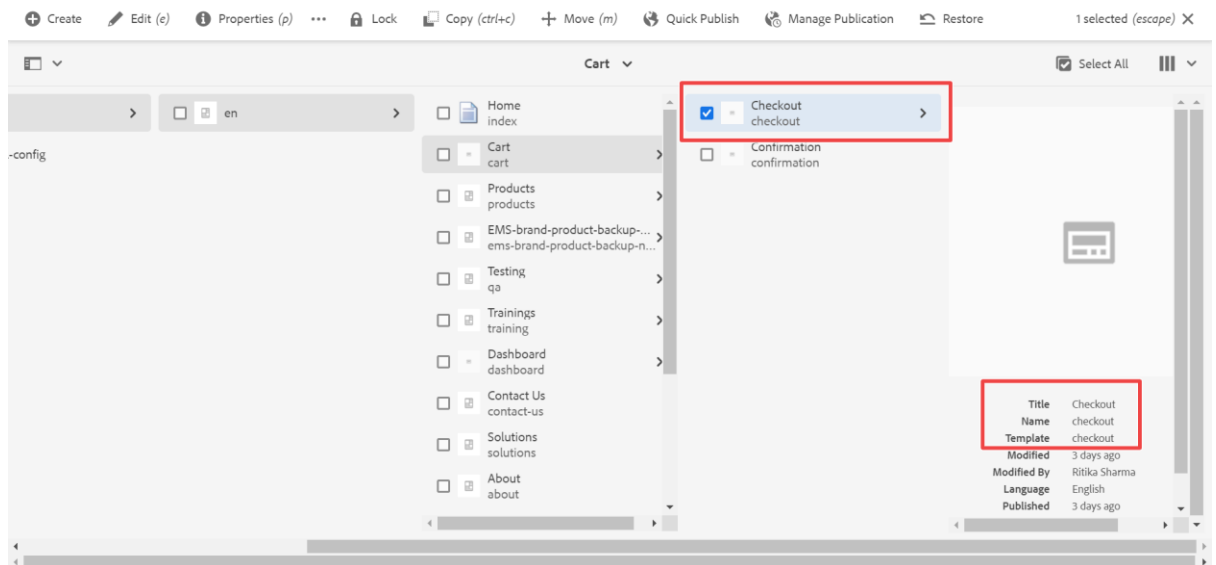 Create Edit (e) Properties (p) ••• Lock Copy (ctrl+c) Move (m) Quick Publish Manage Publication Restore 1 selected (escape)
Cart Select All
-config
en
Home
index
Cart
cart
Products
products
EMS-brand-product-backup-...
ems-brand-product-backup-n...
Testing
qa
Trainings
training
Dashboard
dashboard
Contact Us
contact-us
Solutions
solutions
About
about
Checkout
checkout
Confirmation
confirmation
Title Checkout
Name checkout
Template checkout
Modified 3 days ago
Modified By Ritika Sharma
Language English
Published 3 days ago